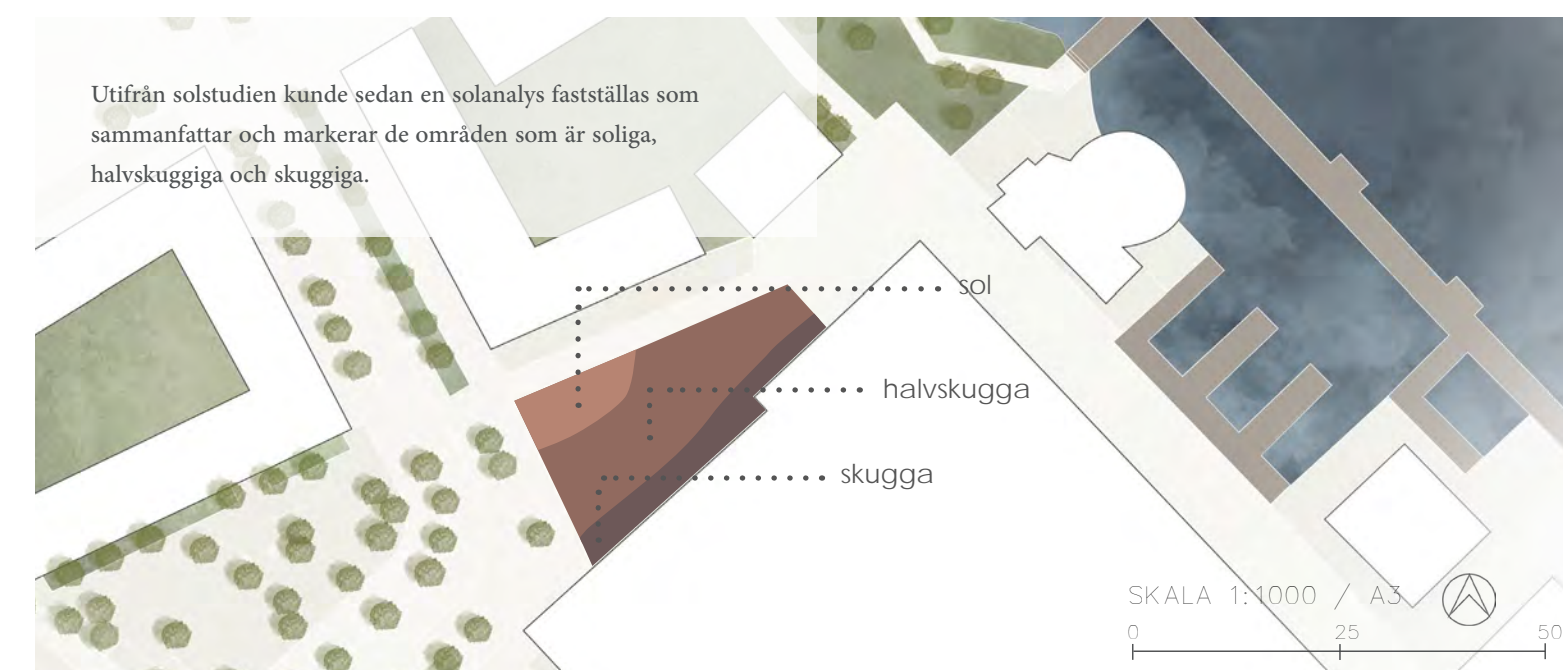 Utifrån solstudien kunde sedan en solanalys fastställas som
sammanfattar och markerar de områden som är soliga,
halvskuggiga och skuggiga.
sol
halvskugga
skugga
SKALA 1:1000 / A3
0 25 50